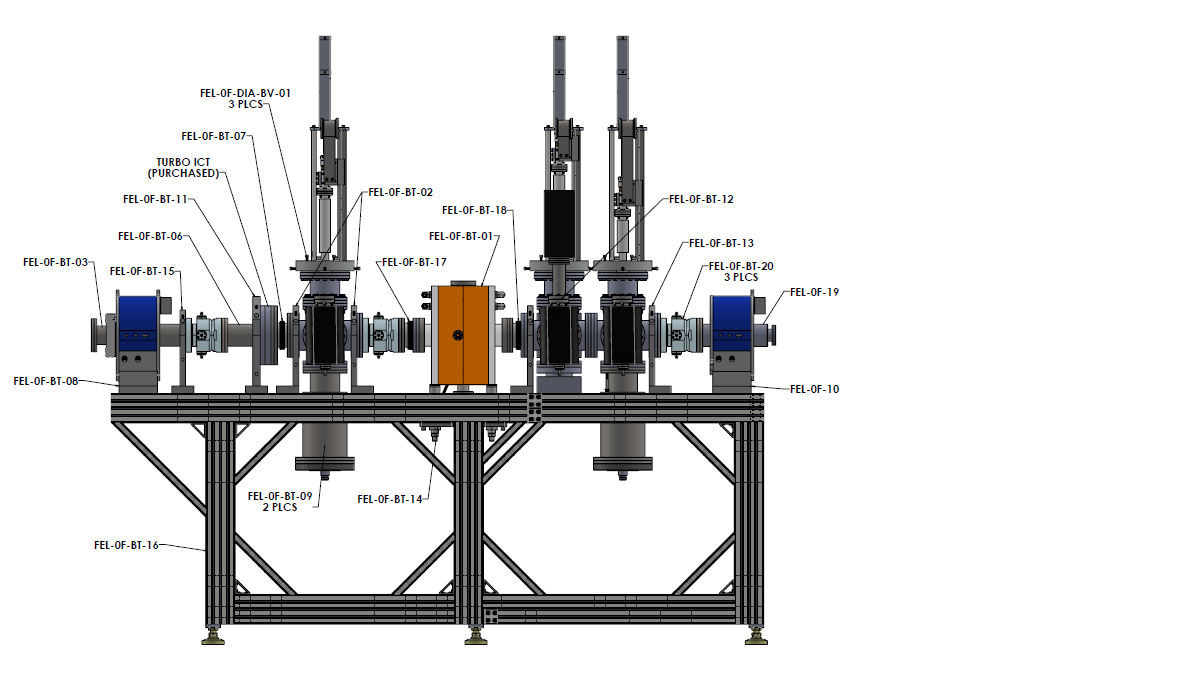 FEL-0F-DIA-BV-01
3 PLCS
FEL-0F-BT-07
TURBO ICT
(PURCHASED)
FEL-0F-BT-11
FEL-0F-BT-06
FEL-0F-BT-03
FEL-0F-BT-15
FEL-0F-BT-02
FEL-0F-BT-18
FEL-0F-BT-01
FEL-0F-BT-17
FEL-0F-BT-12
FEL-0F-BT-13
FEL-0F-BT-20
3 PLCS
FEL-0F-19
FEL-0F-BT-08
FEL-0F-10
FEL-0F-BT-09
2 PLCS
FEL-0F-BT-14
FEL-0F-BT-16